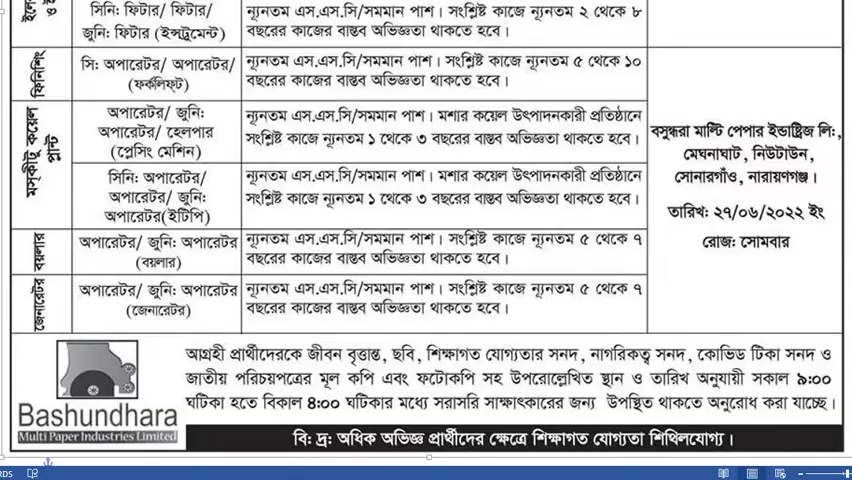 সিনি: ফিটার/ ফিটার/
জুনি: ফিটার (ইন্সট্রুমেন্ট)
ন্যূনতম এস.এস.সি/সমমান পাশ। সংশ্লিষ্ট কাজে ন্যূনতম ২ থেকে ৮
বছরের কাজের বাস্তব অভিজ্ঞতা থাকতে হবে।
ফিনিশিং
সি: অপারেটর/ অপারেটর/
(ফর্কলিফ্ট)
ন্যূনতম এস.এস.সি/সমমান পাশ। সংশ্লিষ্ট কাজে ন্যূনতম ৫ থেকে ১০
বছরের কাজের বাস্তব অভিজ্ঞতা থাকতে হবে।
মস্কীটু কয়েল
প্লান্ট
অপারেটর/ জুনি:
অপারেটর/ হেলপার
(প্লেসিং মেশিন)
ন্যূনতম এস.এস.সি/সমমান পাশ। মশার কয়েল উৎপাদনকারী প্রতিষ্ঠানে
সংশ্লিষ্ট কাজে ন্যূনতম ১ থেকে ৩ বছরের বাস্তব অভিজ্ঞতা থাকতে হবে।
সিনি: অপারেটর/
অপারেটর/ জুনি:
অপারেটর(ইটিপি)
ন্যূনতম এস.এস.সি/সমমান পাশ। মশার কয়েল উৎপাদনকারী প্রতিষ্ঠানে
সংশ্লিষ্ট কাজে ন্যূনতম ১ থেকে ৩ বছরের বাস্তব অভিজ্ঞতা থাকতে হবে।
বয়লার
অপারেটর/ জুনি: অপারেটর
(বয়লার)
ন্যূনতম এস.এস.সি/সমমান পাশ। সংশ্লিষ্ট কাজে ন্যূনতম ৫ থেকে ৭
বছরের কাজের বাস্তব অভিজ্ঞতা থাকতে হবে।
জেনারেটর
অপারেটর/ জুনি: অপারেটর
(জেনারেটর)
ন্যূনতম এস.এস.সি/সমমান পাশ। সংশ্লিষ্ট কাজে ন্যূনতম ৫ থেকে ৭
বছরের কাজের বাস্তব অভিজ্ঞতা থাকতে হবে।
বসুন্ধরা মাল্টি পেপার ইন্ডাষ্ট্রিজ লি:,
মেঘনাঘাট, নিউটাউন,
সোনারগাঁও, নারায়ণগঞ্জ।
তারিখ: ২৭/০৬/২০২২ ইং
রোজ: সোমবার
আগ্রহী প্রার্থীদেরকে জীবন বৃত্তান্ত, ছবি, শিক্ষাগত যোগ্যতার সনদ, নাগরিকত্ব সনদ, কোভিড টিকা সনদ ও
জাতীয় পরিচয়পত্রের মূল কপি এবং ফটোকপি সহ উপরোল্লেখিত স্থান ও তারিখ অনুযায়ী সকাল ৯:০০
ঘটিকা হতে বিকাল ৪:০০ ঘটিকার মধ্যে সরাসরি সাক্ষাৎকারের জন্য উপস্থিত থাকতে অনুরোধ করা যাচ্ছে।
Bashundhara
Multi Paper Industries Limited
বি: দ্র: অধিক অভিজ্ঞ প্রার্থীদের ক্ষেত্রে শিক্ষাগত যোগ্যতা শিথিলযোগ্য।